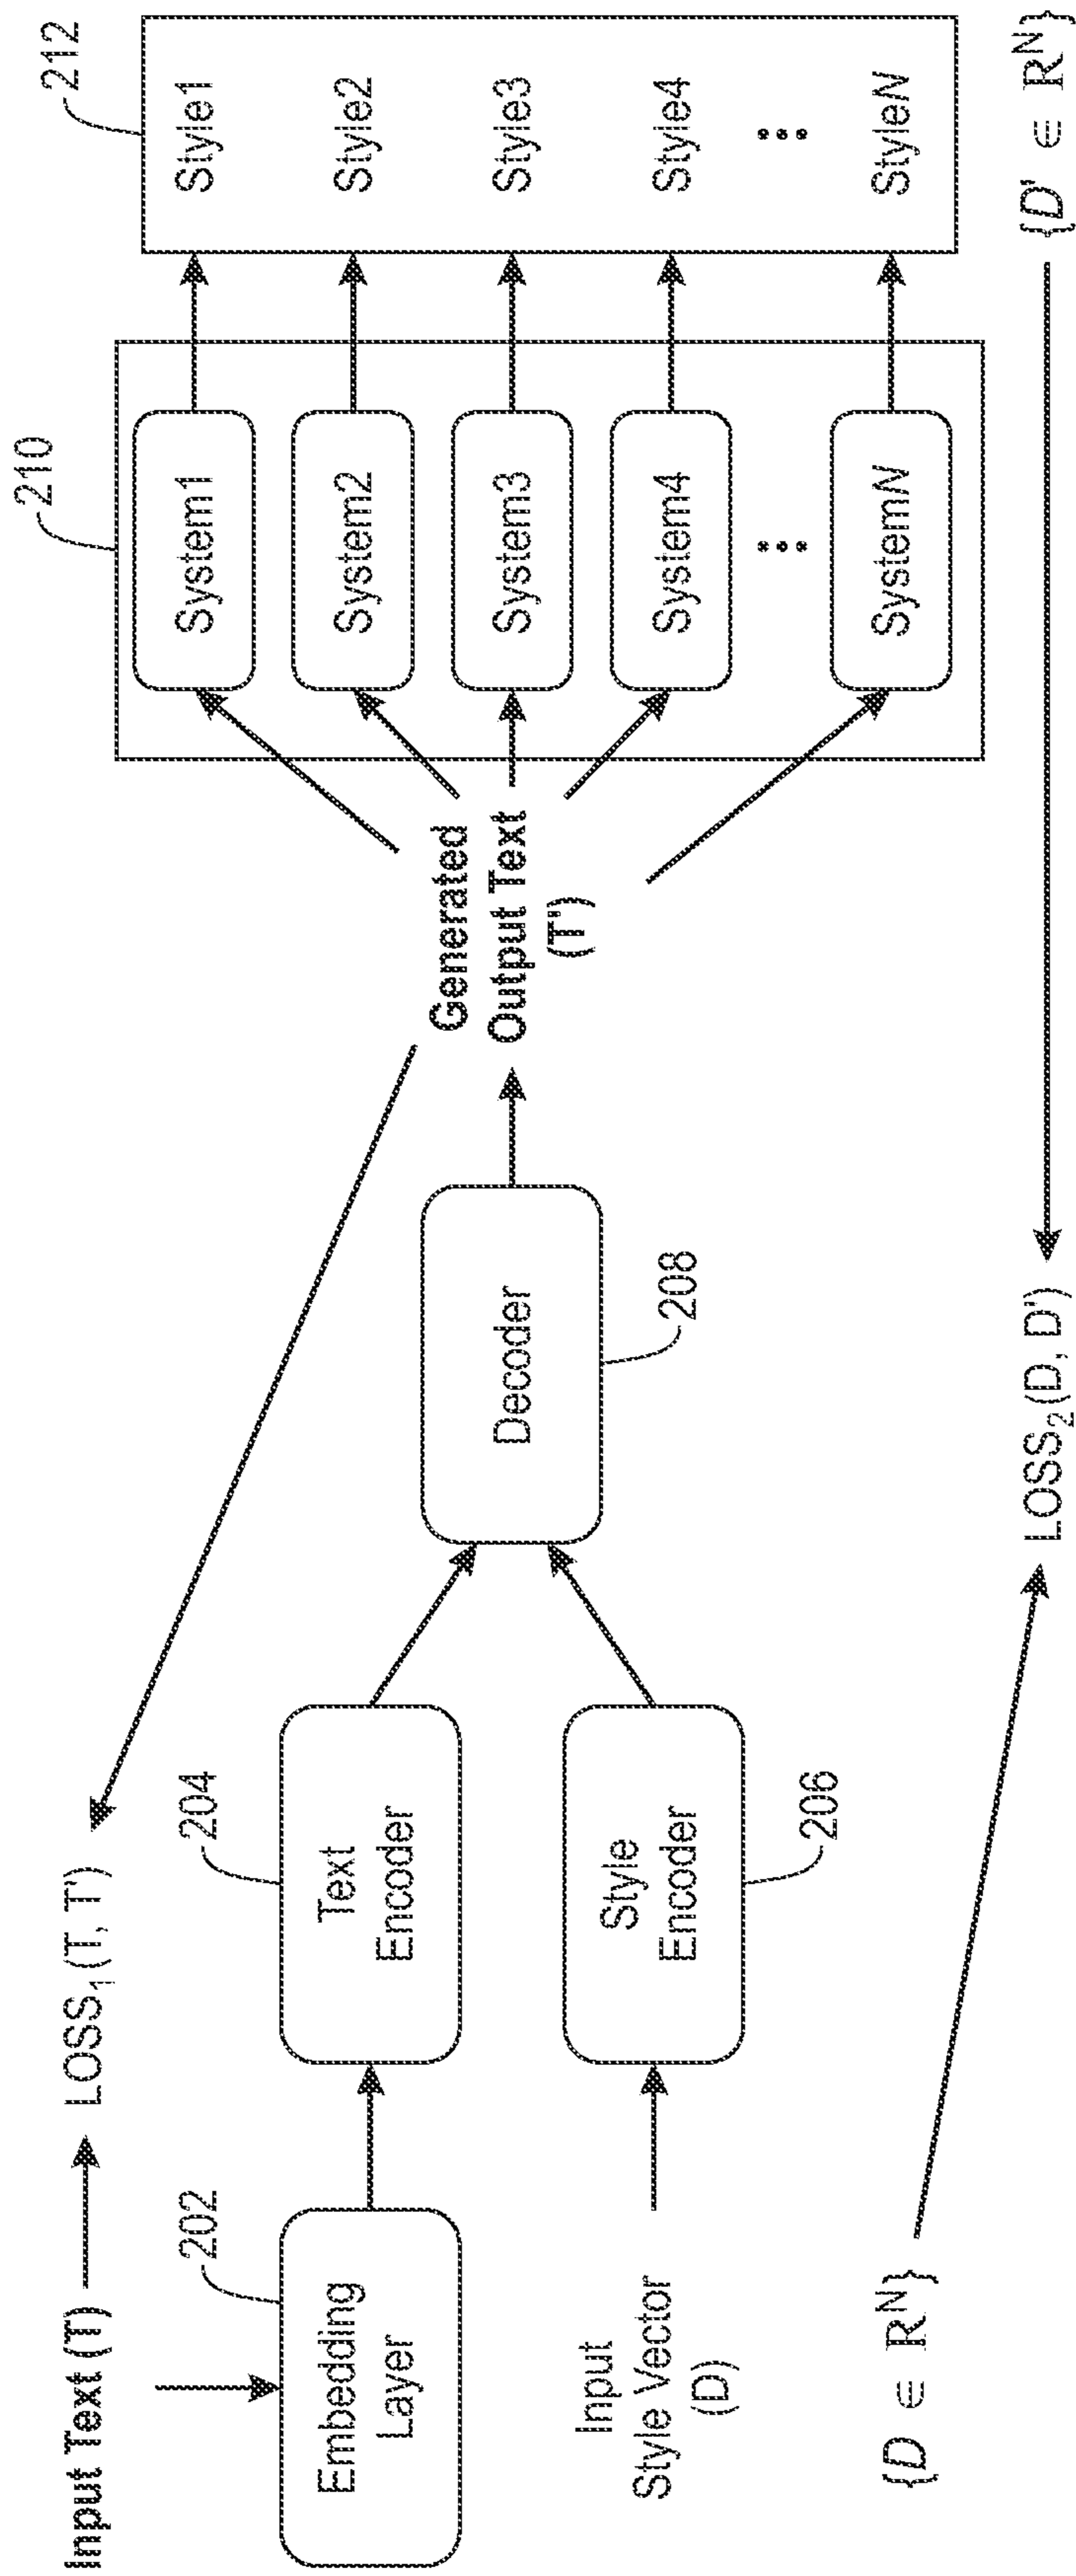 Input Text (T)
LOSS₁ (T, T')
202
Embedding
Layer
204
Text
Encoder
Input
Style Vector
(D)
Style
Encoder
206
Decoder
208
Generated
Output Text
(T')
210
System1
System2
System3
System4
SystemN
212
Style1
Style2
Style3
Style4
StyleN
{D ∈ ℝᴺ}
LOSS₂ (D, D')
{D' ∈ ℝᴺ}